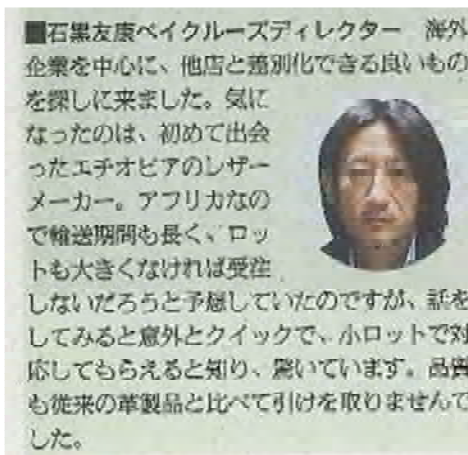 ■石黒友康ベイクルーズディレクター　海外
企業を中心に、他店と差別化できる良いもの
を探しに来ました。気に
なったのは、初めて出会
ったエチオピアのレザー
メーカー。アフリカなの
で輸送期間も長く、ロッ
トも大きくなければ受注
しないだろうと予想していたのですが、話を
してみると意外とクイックで、小ロットで対
応してもらえると知り、驚いています。品質
も従来の革製品と比べて引けを取りませんで
した。